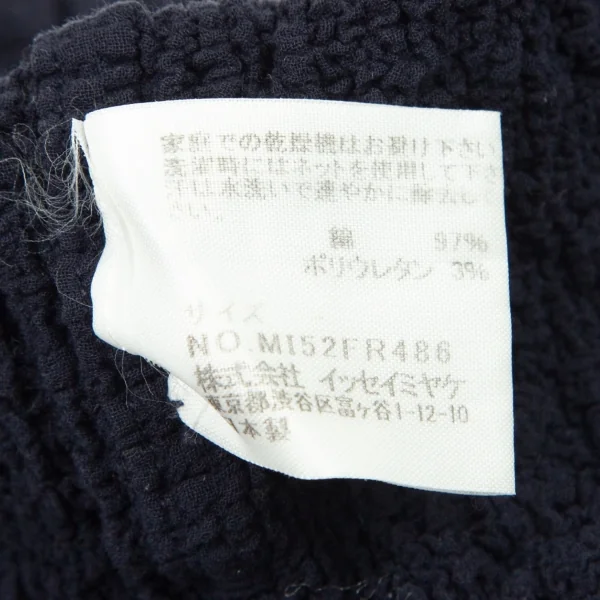 家庭での乾燥機はお避け下さい
洗濯時にはネットを使用して下さ
汗は水洗いで速やかに除去して
さい。
綿 97%
ポリウレタン 3%
サイズ
NO.MI52FR486
株式会社 イッセイミヤケ
東京都渋谷区富ヶ谷1-12-10
日本製